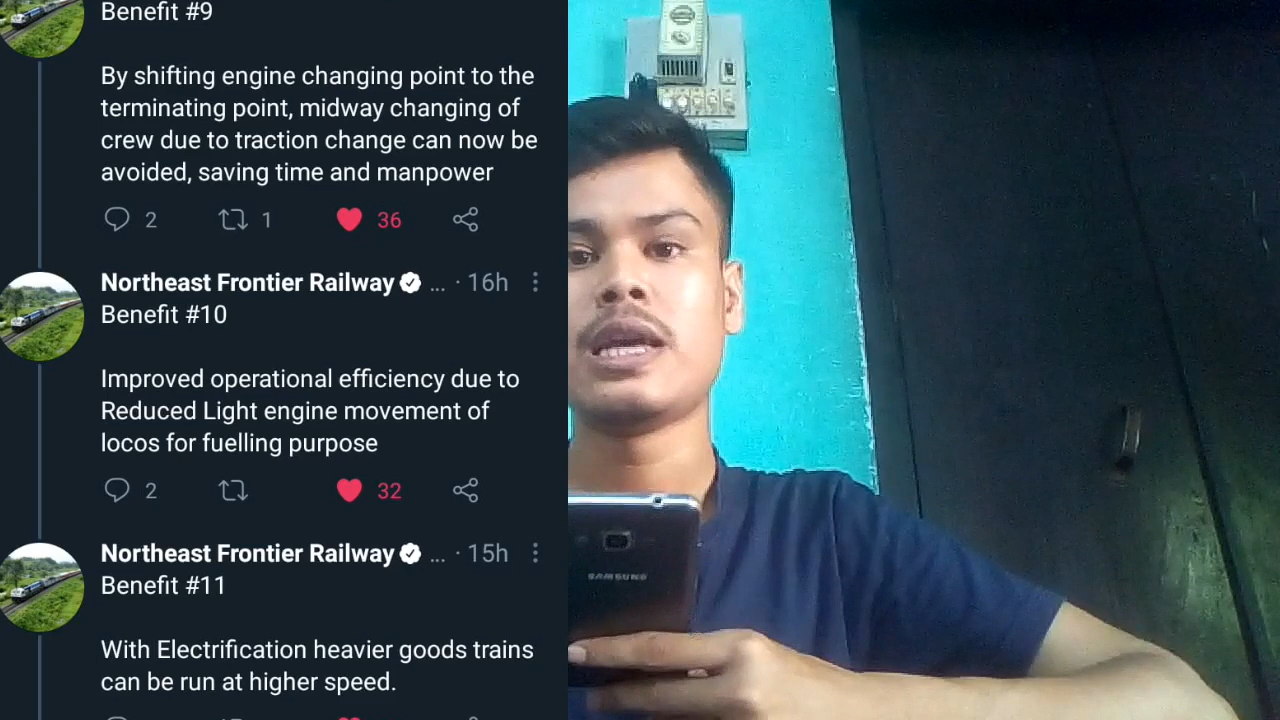 Benefit #9
By shifting engine changing point to the
terminating point, midway changing of
crew due to traction change can now be
avoided, saving time and manpower
2 1 36
Northeast Frontier Railway ... · 16h
Benefit #10
Improved operational efficiency due to
Reduced Light engine movement of
locos for fuelling purpose
2 32
Northeast Frontier Railway ... · 15h
Benefit #11
With Electrification heavier goods trains
can be run at higher speed.
SAMSUNG